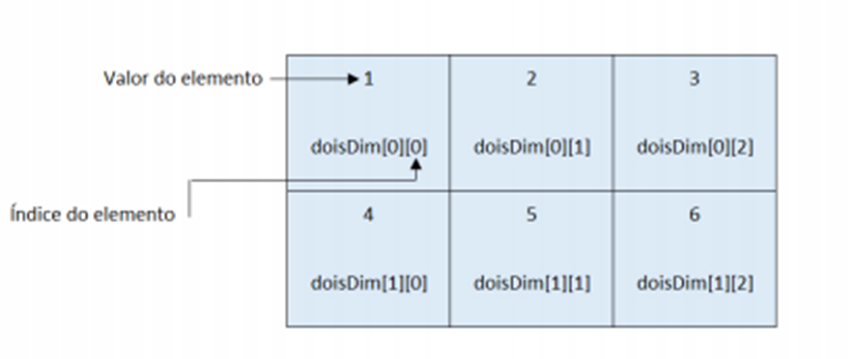 Valor do elemento
1
2
3
doisDim[0][0]
doisDim[0][1]
doisDim[0][2]
Índice do elemento
4
5
6
doisDim[1][0]
doisDim[1][1]
doisDim[1][2]